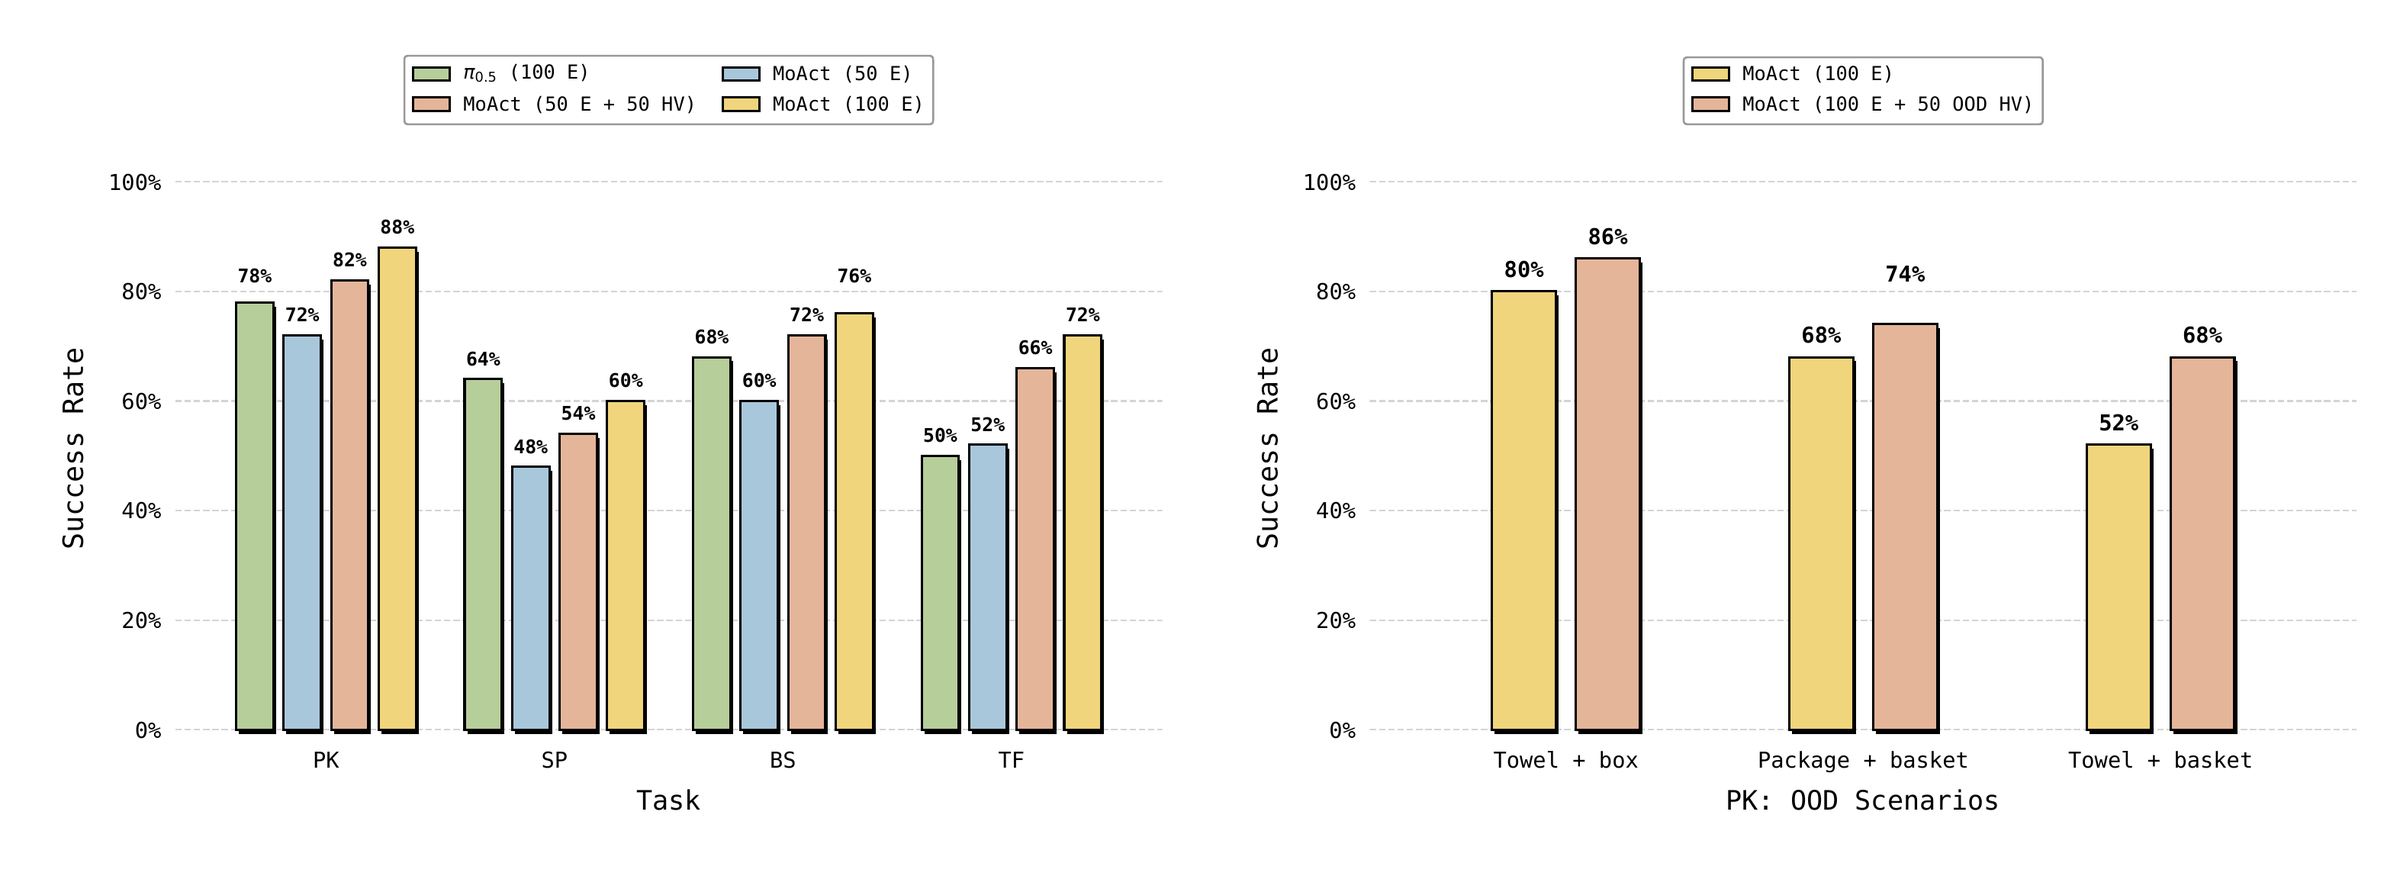 π0.5 (100 E)
MoAct (50 E)
MoAct (50 E + 50 HV)
MoAct (100 E)
Success Rate
100%
80%
60%
40%
20%
0%
78%
72%
82%
88%
64%
48%
54%
60%
68%
60%
72%
76%
50%
52%
66%
72%
PK
SP
BS
TF
Task
MoAct (100 E)
MoAct (100 E + 50 OOD HV)
Success Rate
100%
80%
60%
40%
20%
0%
80%
86%
68%
74%
52%
68%
Towel + box
Package + basket
Towel + basket
PK: OOD Scenarios